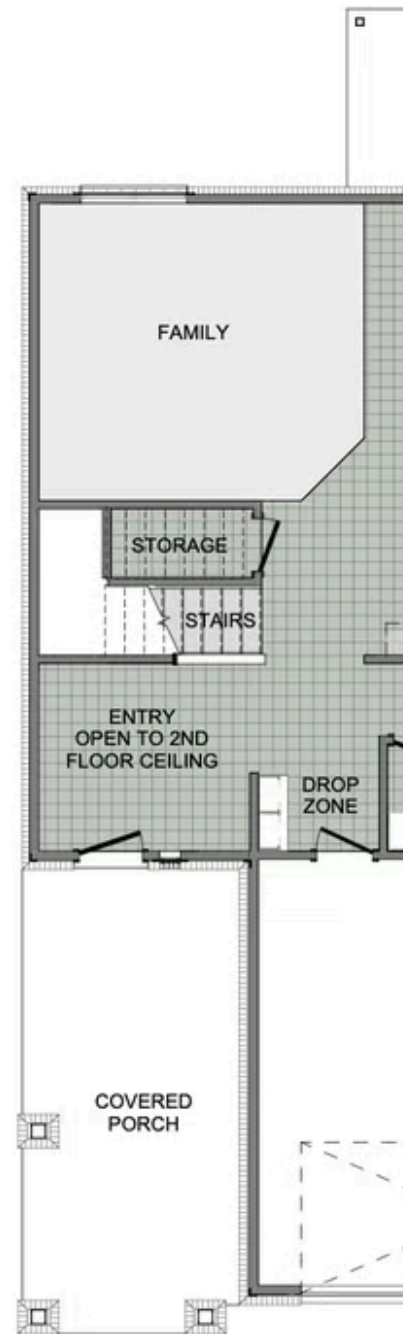 FAMILY
STORAGE
STAIRS
ENTRY
OPEN TO 2ND
FLOOR CEILING
DROP
ZONE
COVERED
PORCH